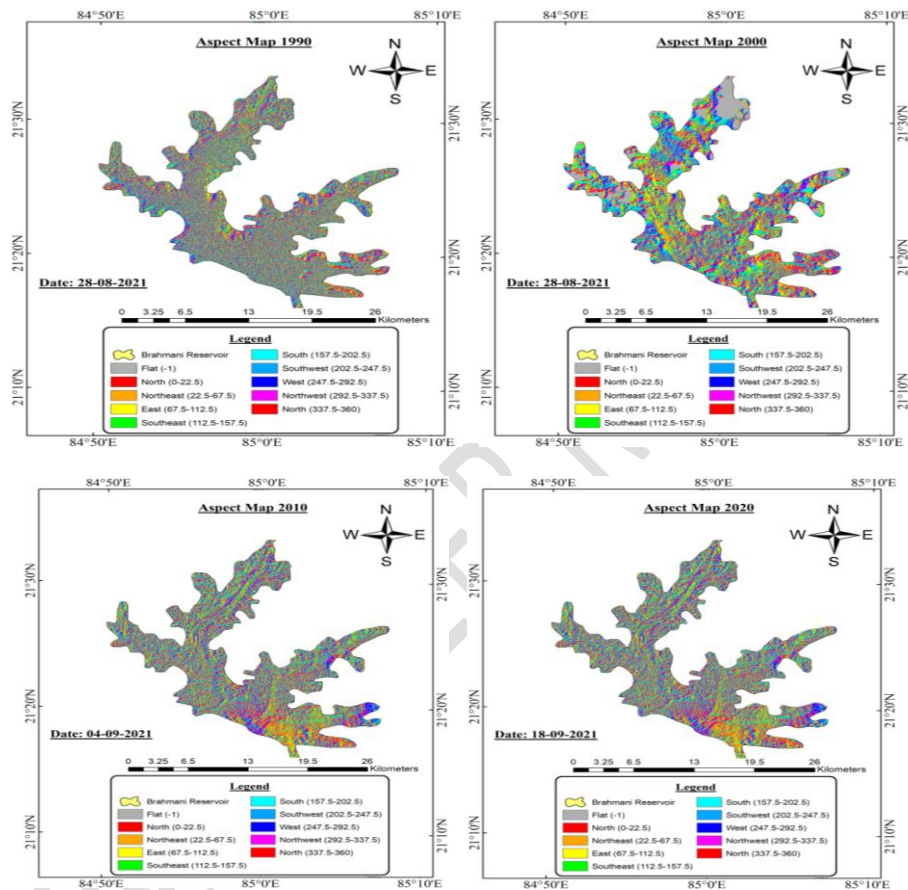 84°50'E 85°0'E 85°10'E
Aspect Map 1990
N
W E
S
21°30'N 21°30'N
21°20'N 21°20'N
21°10'N 21°10'N
Date: 28-08-2021
0 3.25 6.5 13 19.5 26
Kilometers
Legend
Brahmani Reservoir South (157.5-202.5)
Flat (-1) Southwest (202.5-247.5)
North (0-22.5) West (247.5-292.5)
Northeast (22.5-67.5) Northwest (292.5-337.5)
East (67.5-112.5) North (337.5-360)
Southeast (112.5-157.5)
84°50'E 85°0'E 85°10'E
84°50'E 85°0'E 85°10'E
Aspect Map 2000
N
W E
S
21°30'N 21°30'N
21°20'N 21°20'N
21°10'N 21°10'N
Date: 28-08-2021
0 3.25 6.5 13 19.5 26
Kilometers
Legend
Brahmani Reservoir South (157.5-202.5)
Flat (-1) Southwest (202.5-247.5)
North (0-22.5) West (247.5-292.5)
Northeast (22.5-67.5) Northwest (292.5-337.5)
East (67.5-112.5) North (337.5-360)
Southeast (112.5-157.5)
84°50'E 85°0'E 85°10'E
84°50'E 85°0'E 85°10'E
Aspect Map 2010
N
W E
S
21°30'N 21°30'N
21°20'N 21°20'N
21°10'N 21°10'N
Date: 04-09-2021
0 3.25 6.5 13 19.5 26
Kilometers
Legend
Brahmani Reservoir South (157.5-202.5)
Flat (-1) Southwest (202.5-247.5)
North (0-22.5) West (247.5-292.5)
Northeast (22.5-67.5) Northwest (292.5-337.5)
East (67.5-112.5) North (337.5-360)
Southeast (112.5-157.5)
84°50'E 85°0'E 85°10'E
84°50'E 85°0'E 85°10'E
Aspect Map 2020
N
W E
S
21°30'N 21°30'N
21°20'N 21°20'N
21°10'N 21°10'N
Date: 18-09-2021
0 3.25 6.5 13 19.5 26
Kilometers
Legend
Brahmani Reservoir South (157.5-202.5)
Flat (-1) Southwest (202.5-247.5)
North (0-22.5) West (247.5-292.5)
Northeast (22.5-67.5) Northwest (292.5-337.5)
East (67.5-112.5) North (337.5-360)
Southeast (112.5-157.5)
84°50'E 85°0'E 85°10'E